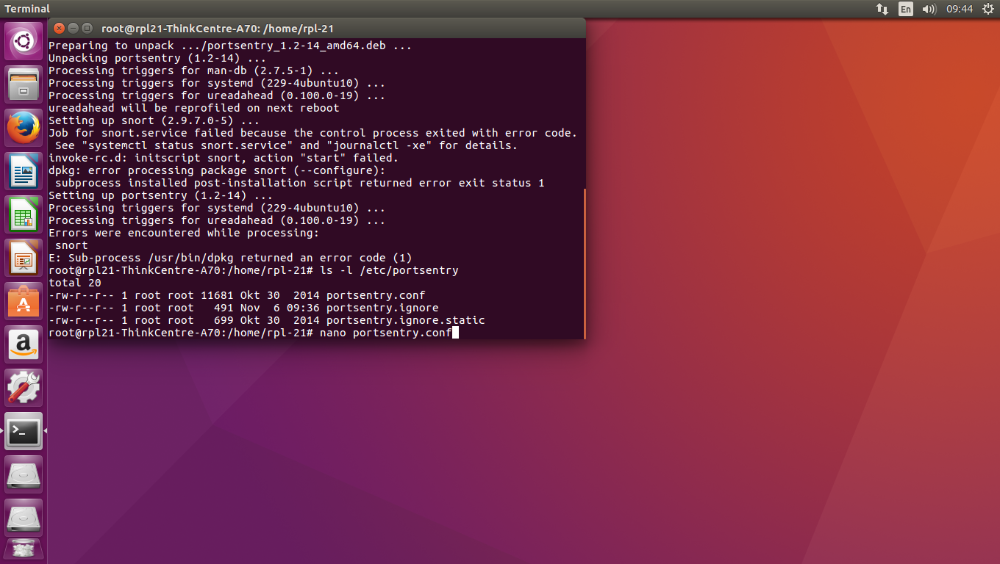 Terminal
En
09:44
root@rpl21-ThinkCentre-A70: /home/rpl-21
Preparing to unpack .../portsentry_1.2-14_amd64.deb ...
Unpacking portsentry (1.2-14) ...
Processing triggers for man-db (2.7.5-1) ...
Processing triggers for systemd (229-4ubuntu10) ...
Processing triggers for ureadahead (0.100.0-19) ...
ureadahead will be reprofiled on next reboot
Setting up snort (2.9.7.0-5) ...
Job for snort.service failed because the control process exited with error code.
 See "systemctl status snort.service" and "journalctl -xe" for details.
invoke-rc.d: initscript snort, action "start" failed.
dpkg: error processing package snort (--configure):
 subprocess installed post-installation script returned error exit status 1
Setting up portsentry (1.2-14) ...
Processing triggers for systemd (229-4ubuntu10) ...
Processing triggers for ureadahead (0.100.0-19) ...
Errors were encountered while processing:
 snort
E: Sub-process /usr/bin/dpkg returned an error code (1)
root@rpl21-ThinkCentre-A70:/home/rpl-21# ls -l /etc/portsentry
total 20
-rw-r--r-- 1 root root 11681 Okt 30  2014 portsentry.conf
-rw-r--r-- 1 root root   491 Nov  6 09:36 portsentry.ignore
-rw-r--r-- 1 root root   699 Okt 30  2014 portsentry.ignore.static
root@rpl21-ThinkCentre-A70:/home/rpl-21# nano portsentry.conf